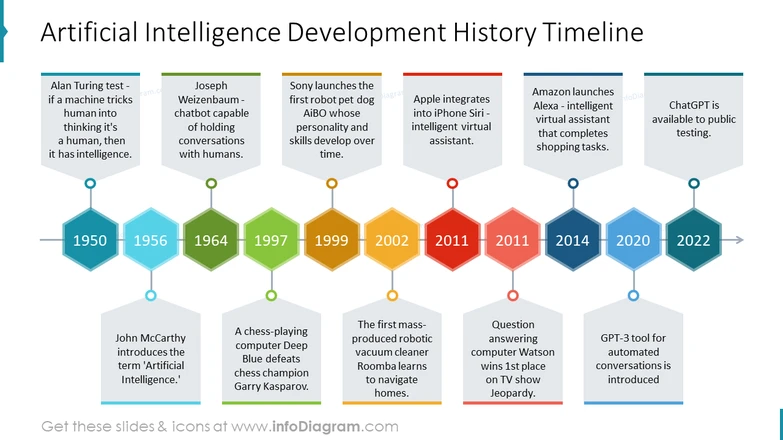 Artificial Intelligence Development History Timeline
Alan Turing test -
if a machine tricks
human into
thinking it's
a human, then
it has intelligence.
Joseph
Weizenbaum -
chatbot capable
of holding
conversations
with humans.
Sony launches the
first robot pet dog
AiBO whose
personality and
skills develop over
time.
Apple integrates
into iPhone Siri -
intelligent virtual
assistant.
Amazon launches
Alexa - intelligent
virtual assistant
that completes
shopping tasks.
ChatGPT is
available to public
testing.
1950
1956
1964
1997
1999
2002
2011
2011
2014
2020
2022
John McCarthy
introduces the
term 'Artificial
Intelligence.'
A chess-playing
computer Deep
Blue defeats
chess champion
Garry Kasparov.
The first mass-
produced robotic
vacuum cleaner
Roomba learns
to navigate
homes.
Question
answering
computer Watson
wins 1st place
on TV show
Jeopardy.
GPT-3 tool for
automated
conversations is
introduced
Get these slides & icons at www.infoDiagram.com